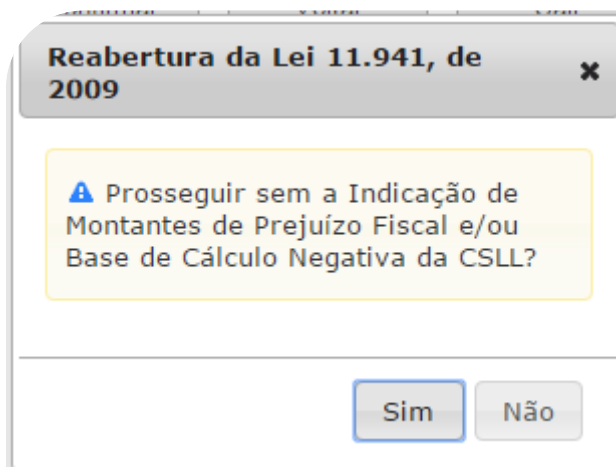 Reabertura da Lei 11.941, de
2009
Prosseguir sem a Indicação de
Montantes de Prejuízo Fiscal e/ou
Base de Cálculo Negativa da CSLL?
Sim Não